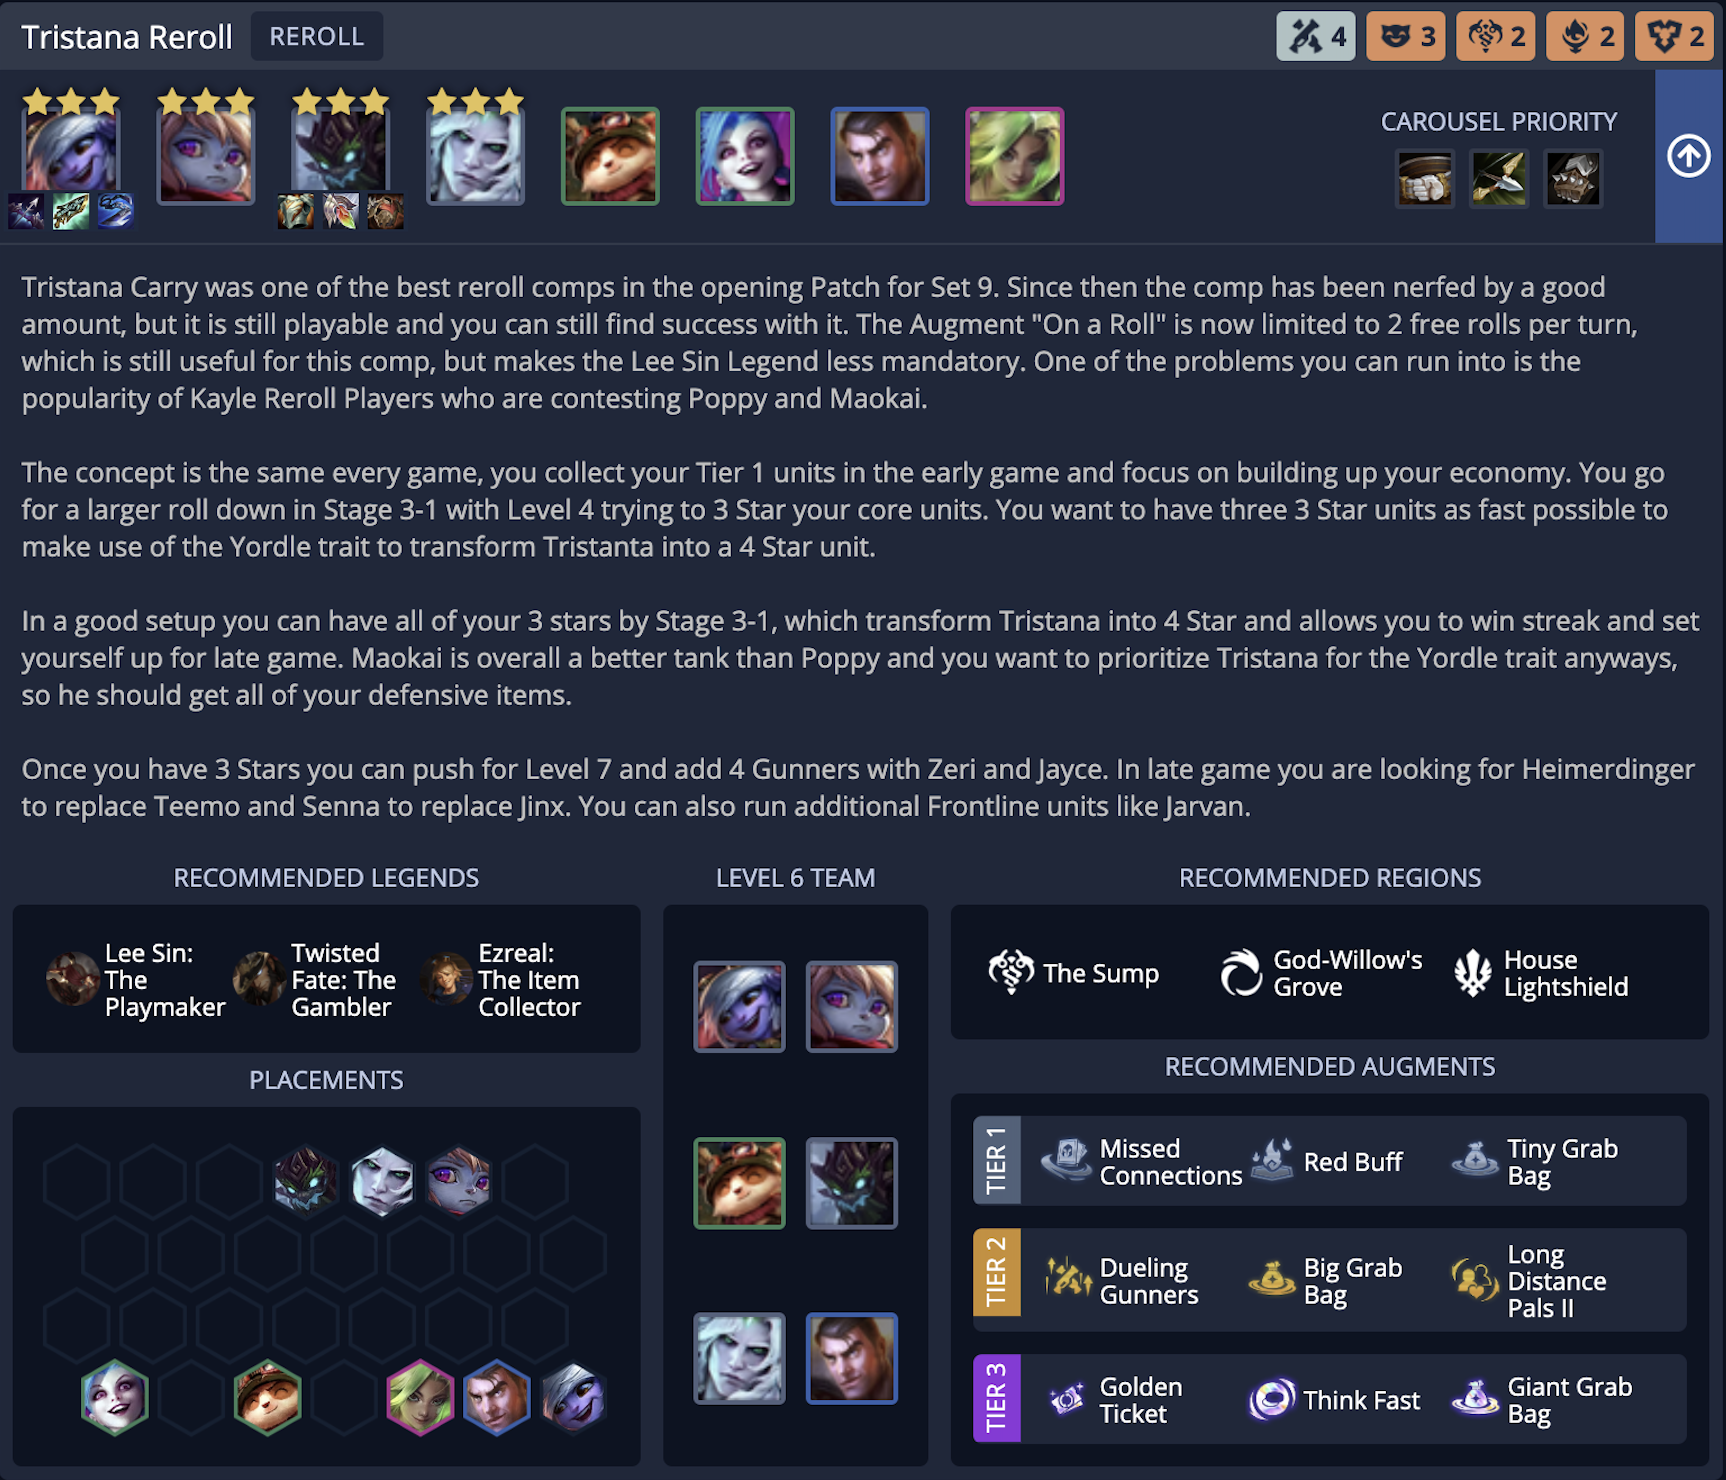 Tristana Reroll REROLL 4 3 2 2 2
CAROUSEL PRIORITY
Tristana Carry was one of the best reroll comps in the opening Patch for Set 9. Since then the comp has been nerfed by a good
amount, but it is still playable and you can still find success with it. The Augment "On a Roll" is now limited to 2 free rolls per turn,
which is still useful for this comp, but makes the Lee Sin Legend less mandatory. One of the problems you can run into is the
popularity of Kayle Reroll Players who are contesting Poppy and Maokai.
The concept is the same every game, you collect your Tier 1 units in the early game and focus on building up your economy. You go
for a larger roll down in Stage 3-1 with Level 4 trying to 3 Star your core units. You want to have three 3 Star units as fast possible to
make use of the Yordle trait to transform Tristanta into a 4 Star unit.
In a good setup you can have all of your 3 stars by Stage 3-1, which transform Tristana into 4 Star and allows you to win streak and set
yourself up for late game. Maokai is overall a better tank than Poppy and you want to prioritize Tristana for the Yordle trait anyways,
so he should get all of your defensive items.
Once you have 3 Stars you can push for Level 7 and add 4 Gunners with Zeri and Jayce. In late game you are looking for Heimerdinger
to replace Teemo and Senna to replace Jinx. You can also run additional Frontline units like Jarvan.
RECOMMENDED LEGENDS
Lee Sin:
The
Playmaker
Twisted
Fate: The
Gambler
Ezreal:
The Item
Collector
PLACEMENTS
LEVEL 6 TEAM
RECOMMENDED REGIONS
The Sump
God-Willow's
Grove
House
Lightshield
RECOMMENDED AUGMENTS
TIER 1
Missed
Connections
Red Buff
Tiny Grab
Bag
TIER 2
Dueling
Gunners
Big Grab
Bag
Long
Distance
Pals II
TIER 3
Golden
Ticket
Think Fast
Giant Grab
Bag